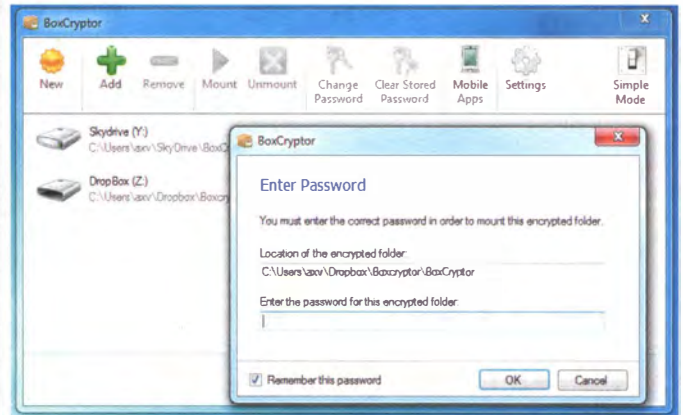 BoxCryptor
New Add Remove Mount Unmount Change Password Clear Stored Password Mobile Apps Settings Simple Mode
Skydrive (Y:)
C:\Users\axv\SkyDrive\
DropBox (Z:)
C:\Users\axv\Dropbox\
BoxCryptor
Enter Password
You must enter the correct password in order to mount this encrypted folder.
Location of the encrypted folder:
C:\Users\axv\Dropbox\Boxcryptor\BoxCryptor
Enter the password for this encrypted folder:
Remember this password
OK Cancel